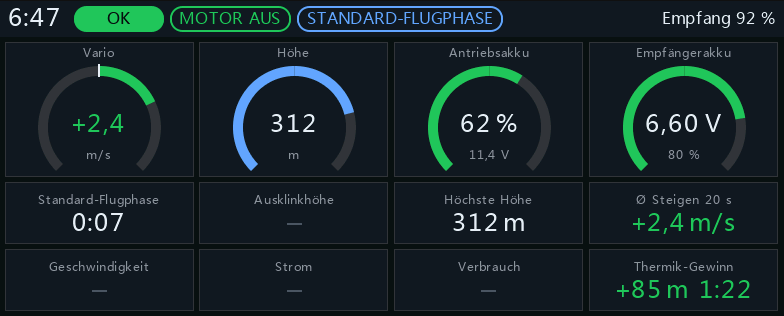 6:47 OK MOTOR AUS STANDARD-FLUGPHASE Empfang 92 %
Vario Höhe Antriebsakku Empfängerakku
+2,4 312 62 % 6,60 V
m/s m 11,4 V 80 %
Standard-Flugphase Ausklinkhöhe Höchste Höhe Ø Steigen 20 s
0:07 — 312 m +2,4 m/s
Geschwindigkeit Strom Verbrauch Thermik-Gewinn
— — — +85 m 1:22